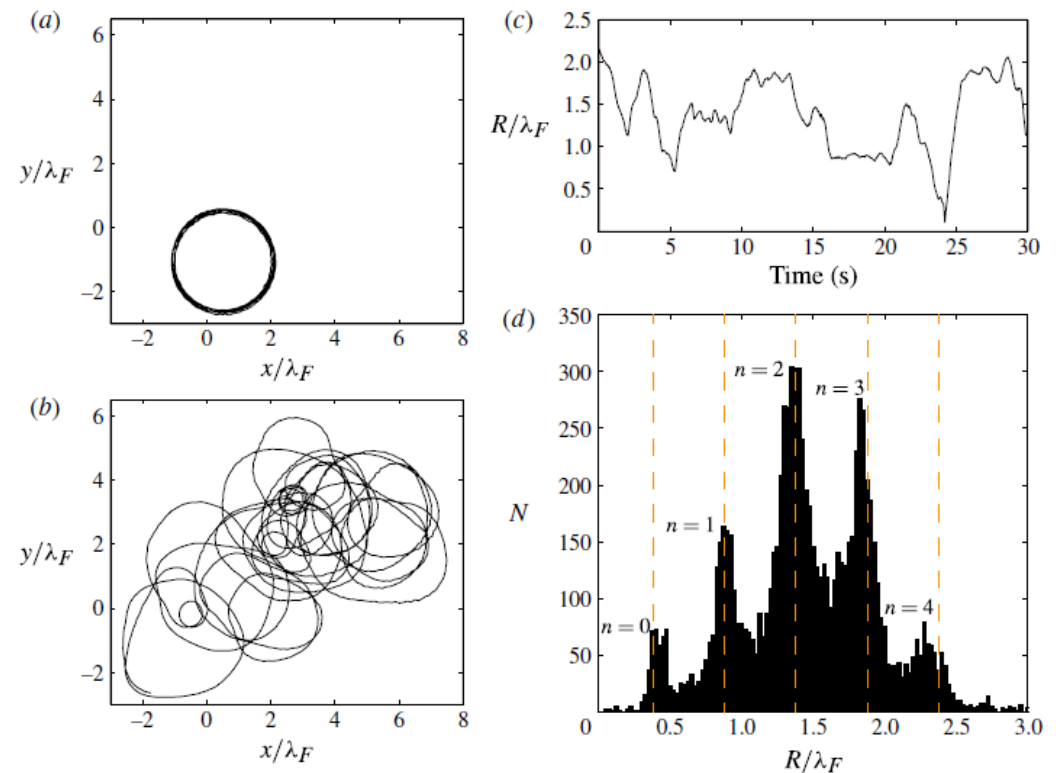 (a)
6
4
2
0
–2
y/λF
–2 0 2 4 6 8
x/λF
(b)
6
4
2
0
–2
y/λF
–2 0 2 4 6 8
x/λF
(c)
2.5
2.0
1.5
1.0
0.5
R/λF
0 5 10 15 20 25 30
Time (s)
(d)
350
300
250
200
150
100
50
N
n = 0
n = 1
n = 2
n = 3
n = 4
0 0.5 1.0 1.5 2.0 2.5 3.0
R/λF